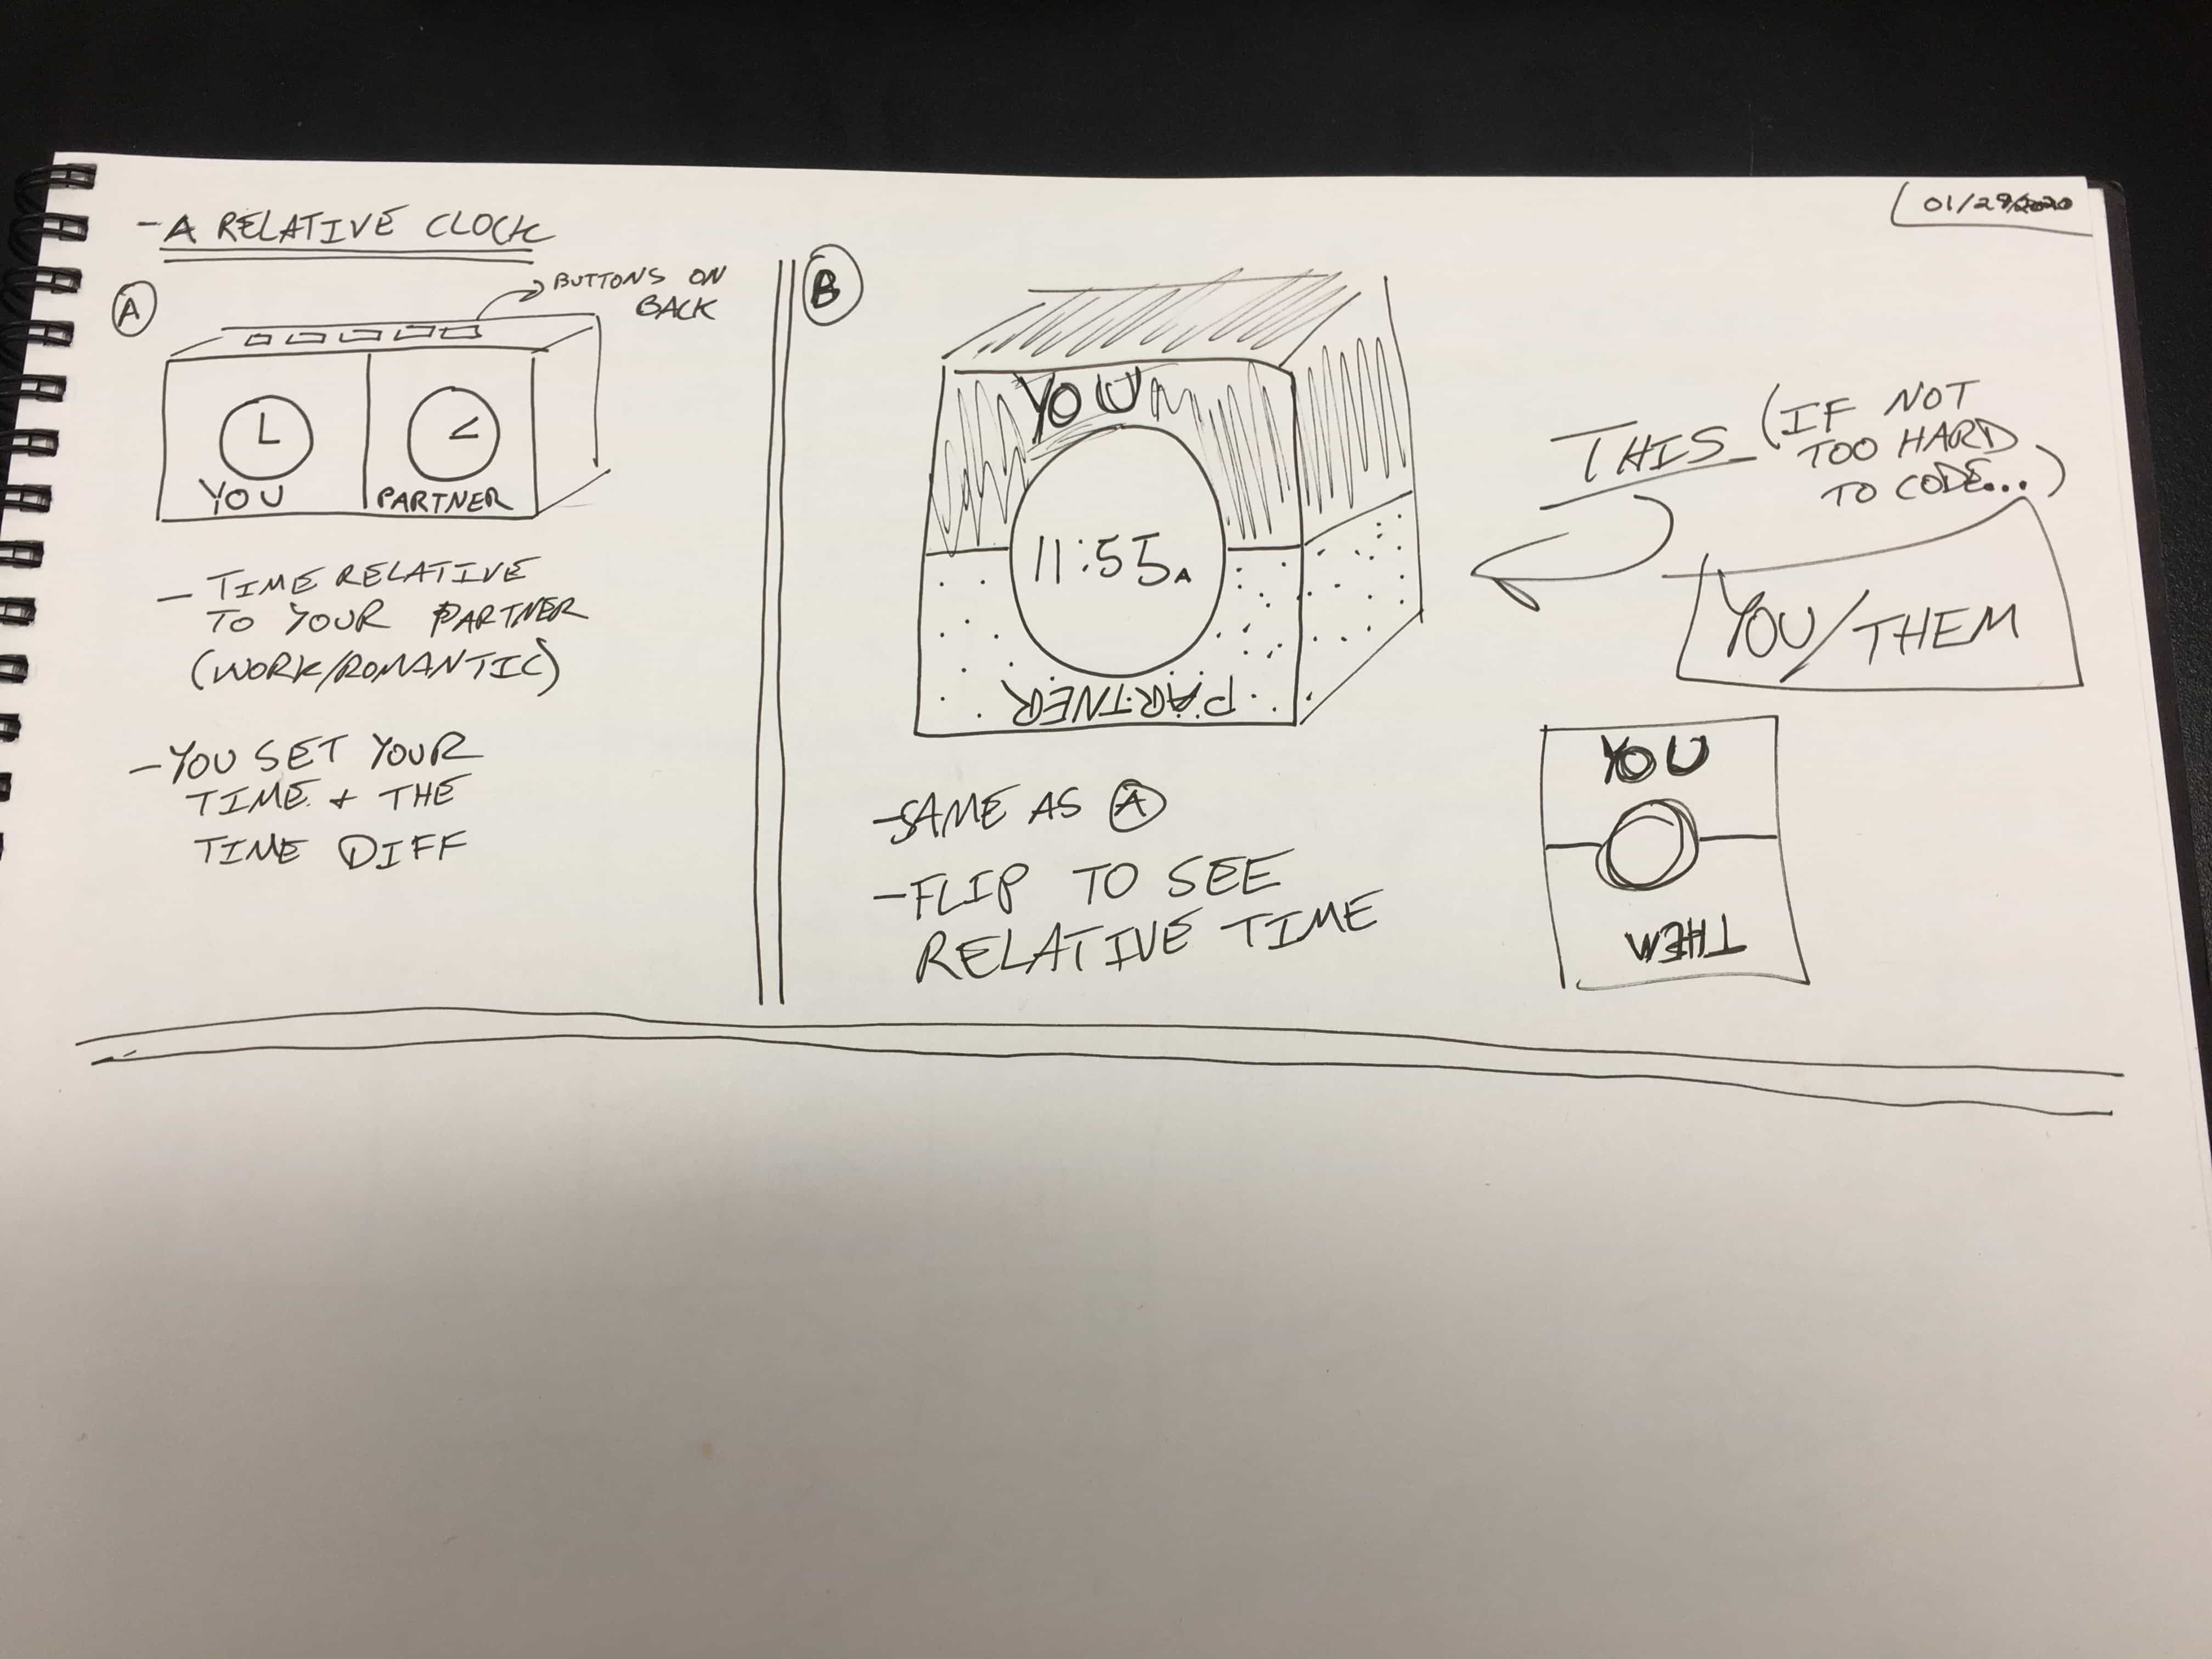 01/29/2020
- A RELATIVE CLOCK
A
BUTTONS ON
BACK
YOU
PARTNER
- TIME RELATIVE
TO YOUR PARTNER
(WORK/ROMANTIC)
- YOU SET YOUR
TIME + THE
TIME DIFF
B
YOU
11:55A
PARTNER
- SAME AS A
- FLIP TO SEE
RELATIVE TIME
THIS (IF NOT
TOO HARD
TO CODE...)
YOU/THEM
YOU
THEM